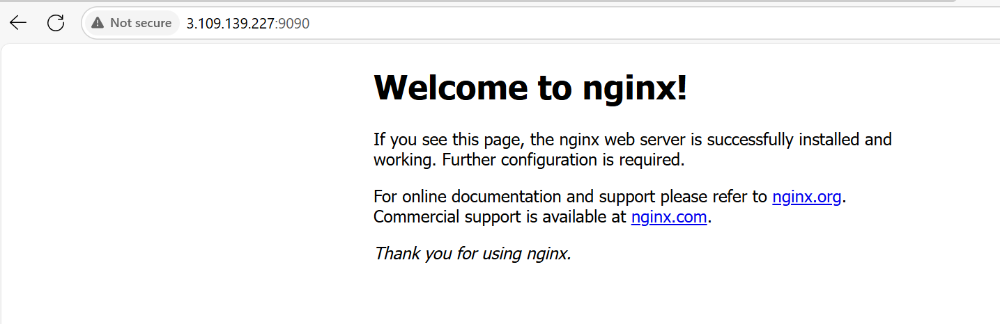 Not secure 3.109.139.227:9090
Welcome to nginx!
If you see this page, the nginx web server is successfully installed and
working. Further configuration is required.
For online documentation and support please refer to nginx.org.
Commercial support is available at nginx.com.
Thank you for using nginx.